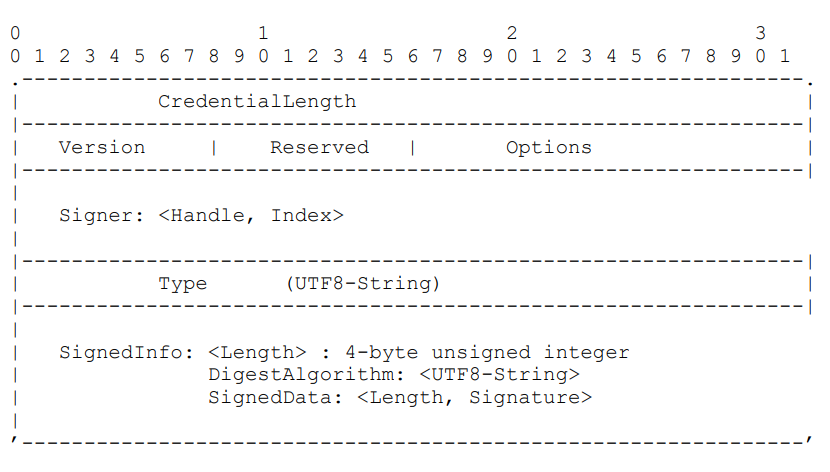 0 1 2 3
0 1 2 3 4 5 6 7 8 9 0 1 2 3 4 5 6 7 8 9 0 1 2 3 4 5 6 7 8 9 0 1
.---------------------------------------------------------------.
| CredentialLength |
|---------------------------------------------------------------|
| Version | Reserved | Options |
|---------------------------------------------------------------|
|
| Signer: <Handle, Index>
|
|---------------------------------------------------------------|
| Type (UTF8-String) |
|---------------------------------------------------------------|
|
| SignedInfo: <Length> : 4-byte unsigned integer
| DigestAlgorithm: <UTF8-String>
| SignedData: <Length, Signature>
|
'---------------------------------------------------------------'